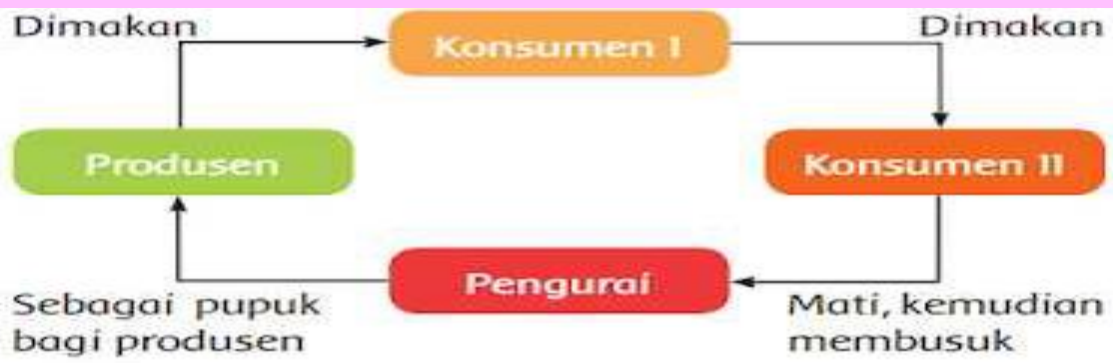 Dimakan
Konsumen I
Dimakan
Produsen
Konsumen II
Pengurai
Sebagai pupuk
bagi produsen
Mati, kemudian
membusuk